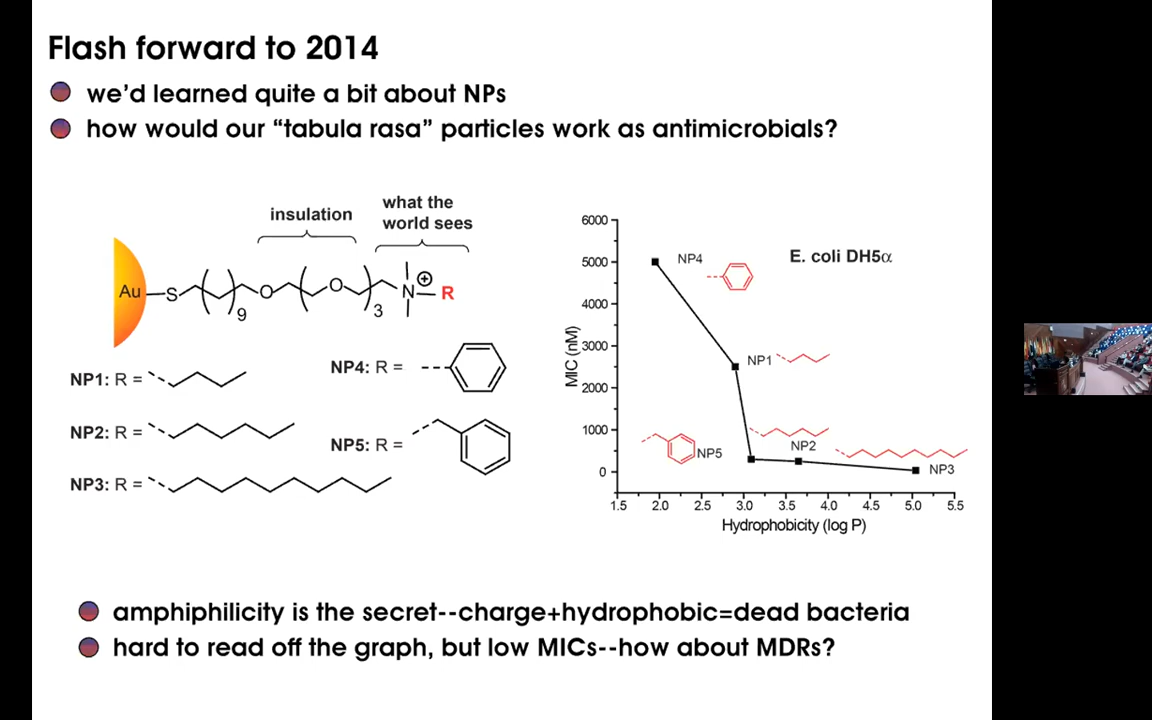 Flash forward to 2014
we'd learned quite a bit about NPs
how would our “tabula rasa” particles work as antimicrobials?
insulation
what the
world sees
Au
S
9
O
O
3
N
+
R
NP1: R =
NP2: R =
NP3: R =
NP4: R =
NP5: R =
MIC (nM)
6000
5000
4000
3000
2000
1000
0
E. coli DH5α
NP4
NP1
NP2
NP5
NP3
1.5 2.0 2.5 3.0 3.5 4.0 4.5 5.0 5.5
Hydrophobicity (log P)
amphiphilicity is the secret--charge+hydrophobic=dead bacteria
hard to read off the graph, but low MICs--how about MDRs?